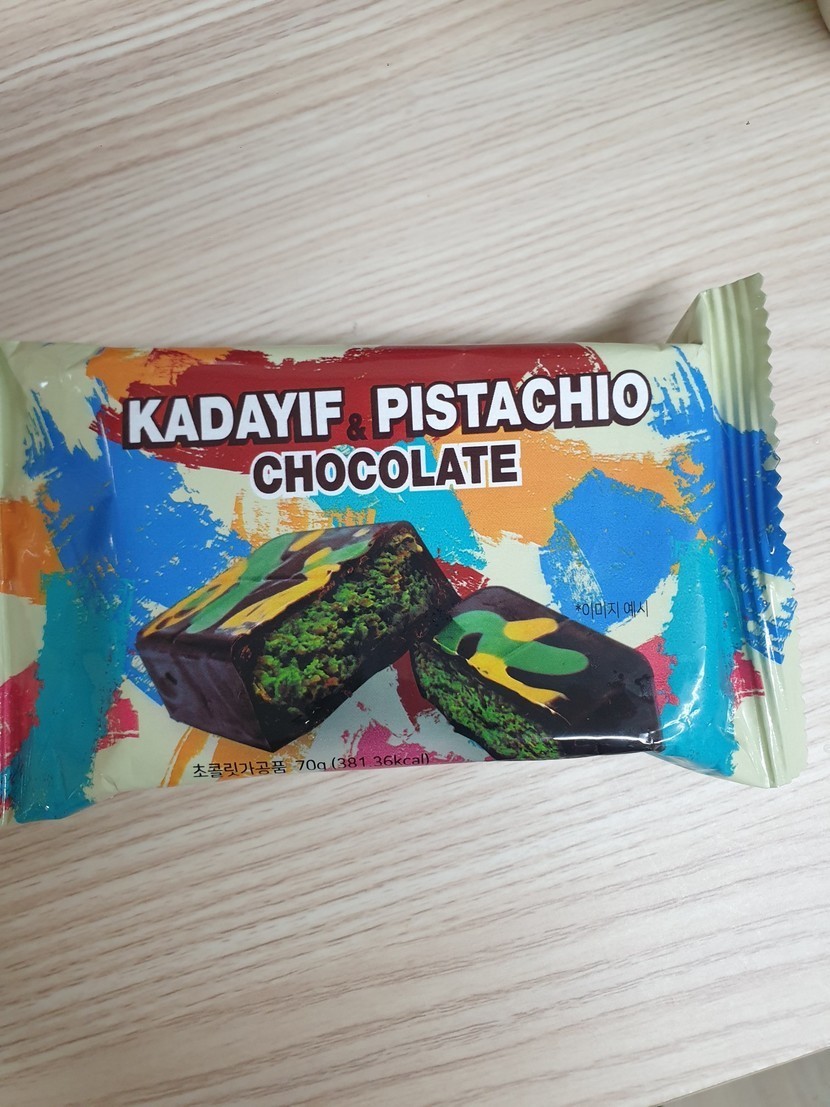 KADAYIF & PISTACHIO
CHOCOLATE
*이미지 예시
초콜릿가공품 70g (381.36kcal)